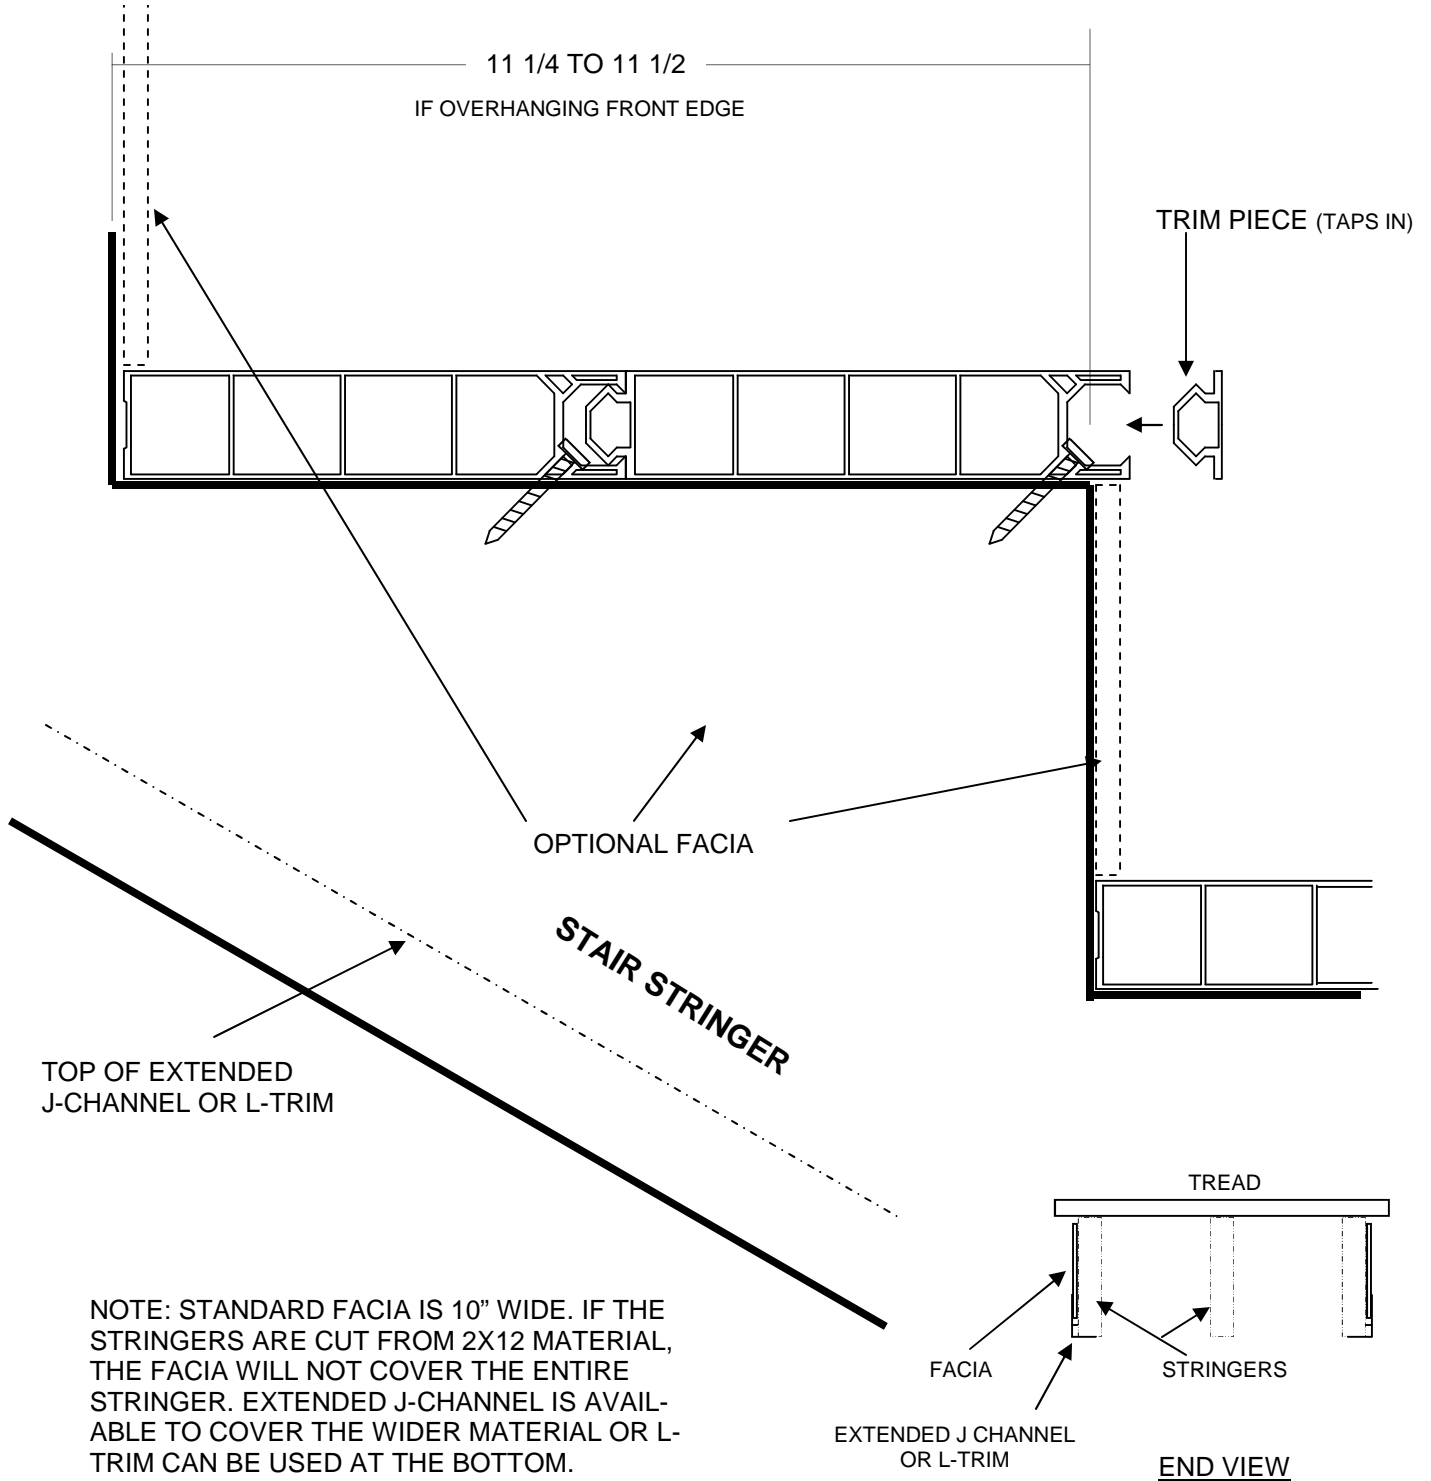 11 1/4 TO 11 1/2
IF OVERHANGING FRONT EDGE
TRIM PIECE (TAPS IN)
OPTIONAL FACIA
STAIR STRINGER
TOP OF EXTENDED
J-CHANNEL OR L-TRIM
TREAD
FACIA
STRINGERS
EXTENDED J CHANNEL
OR L-TRIM
END VIEW
NOTE: STANDARD FACIA IS 10” WIDE. IF THE
STRINGERS ARE CUT FROM 2X12 MATERIAL,
THE FACIA WILL NOT COVER THE ENTIRE
STRINGER. EXTENDED J-CHANNEL IS AVAIL-
ABLE TO COVER THE WIDER MATERIAL OR L-
TRIM CAN BE USED AT THE BOTTOM.